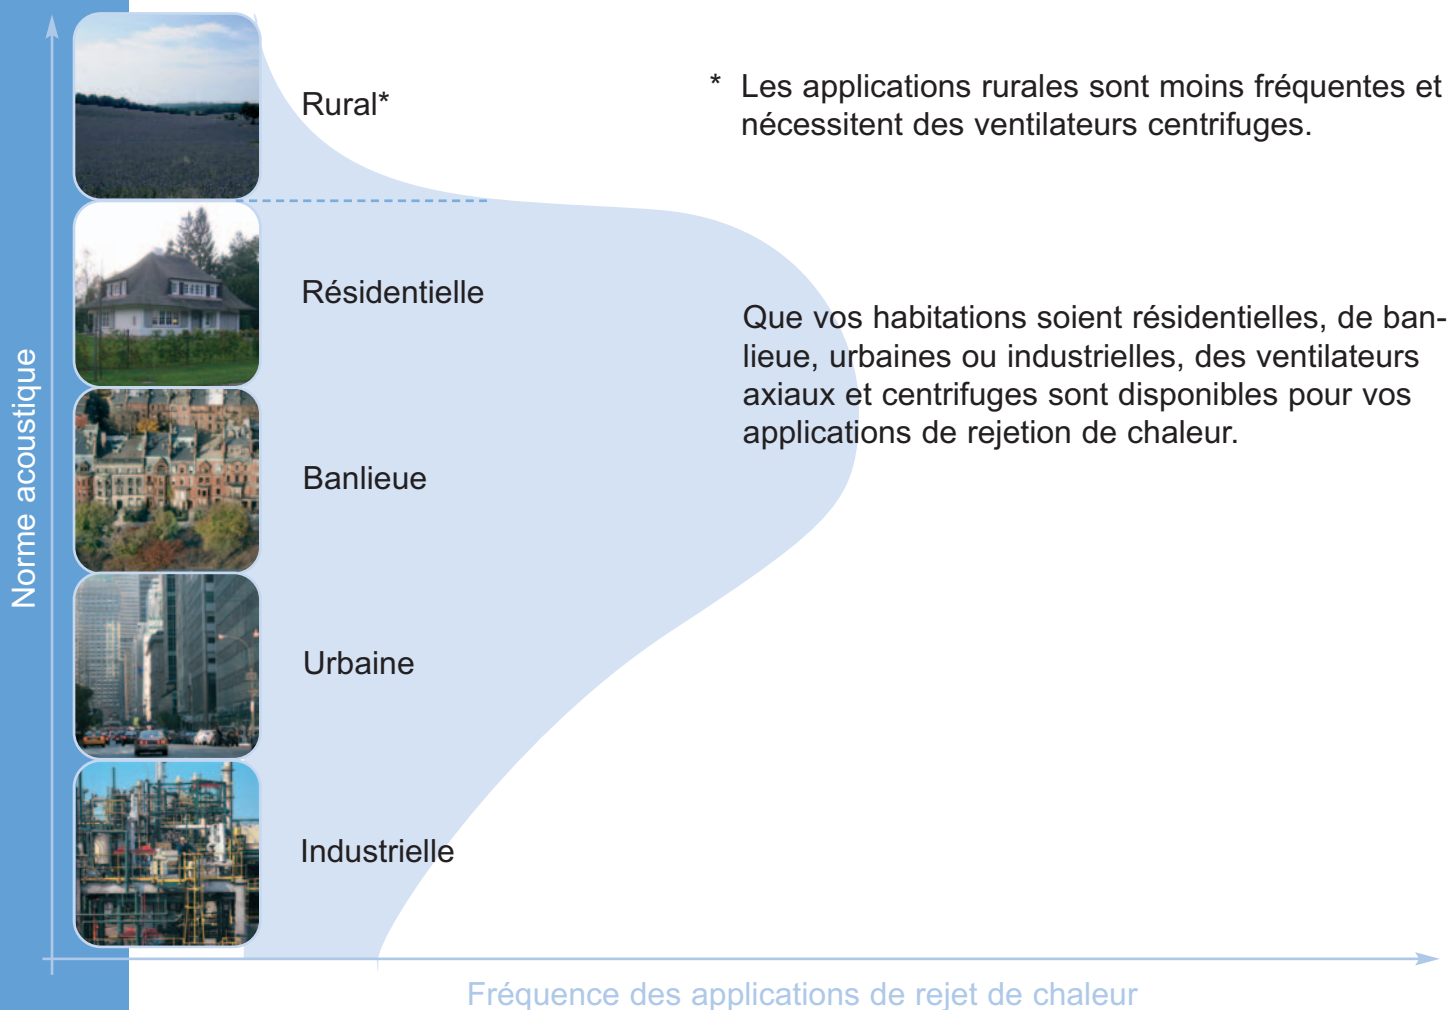 Norme acoustique
Rural*
* Les applications rurales sont moins fréquentes et
nécessitent des ventilateurs centrifuges.
Résidentielle
Que vos habitations soient résidentielles, de ban-
lieue, urbaines ou industrielles, des ventilateurs
axiaux et centrifuges sont disponibles pour vos
applications de rejetion de chaleur.
Banlieue
Urbaine
Industrielle
Fréquence des applications de rejet de chaleur